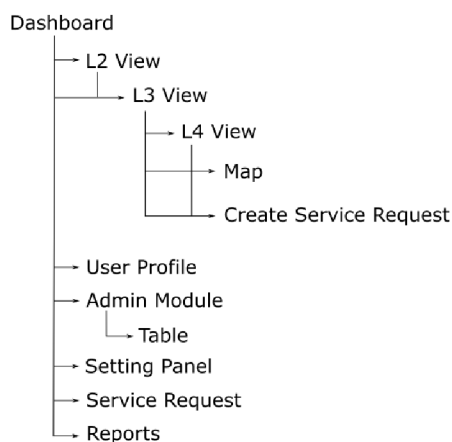 Dashboard
L2 View
L3 View
L4 View
Map
Create Service Request
User Profile
Admin Module
Table
Setting Panel
Service Request
Reports